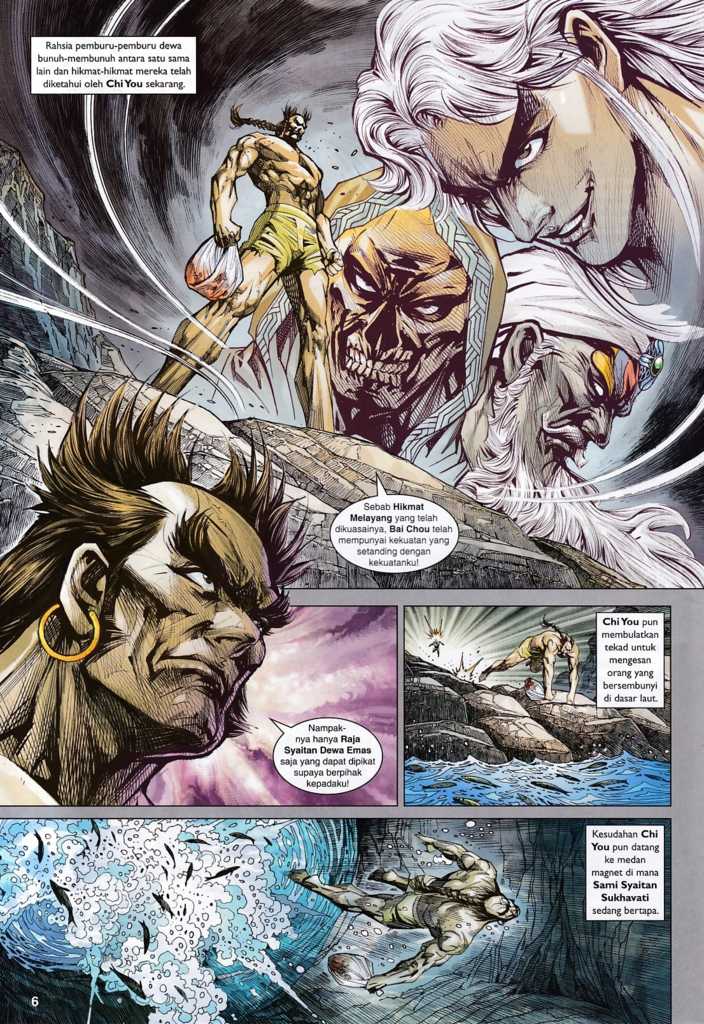 Rahsia pemburu-pemburu dewa
bunuh-membunuh antara satu sama
lain dan hikmat-hikmat mereka telah
diketahui oleh Chi You sekarang.
Sebab Hikmat
Melayang yang telah
dikuasainya, Bai Chou telah
mempunyai kekuatan yang
setanding dengan
kekuatanku!
Nampak-
nya hanya Raja
Syaitan Dewa Emas
saja yang dapat dipikat
supaya berpihak
kepadaku!
Chi You pun
membulatkan
tekad untuk
mengesan
orang yang
bersembunyi
di dasar laut.
Kesudahan Chi
You pun datang
ke medan
magnet di mana
Sami Syaitan
Sukhavati
sedang bertapa.
6